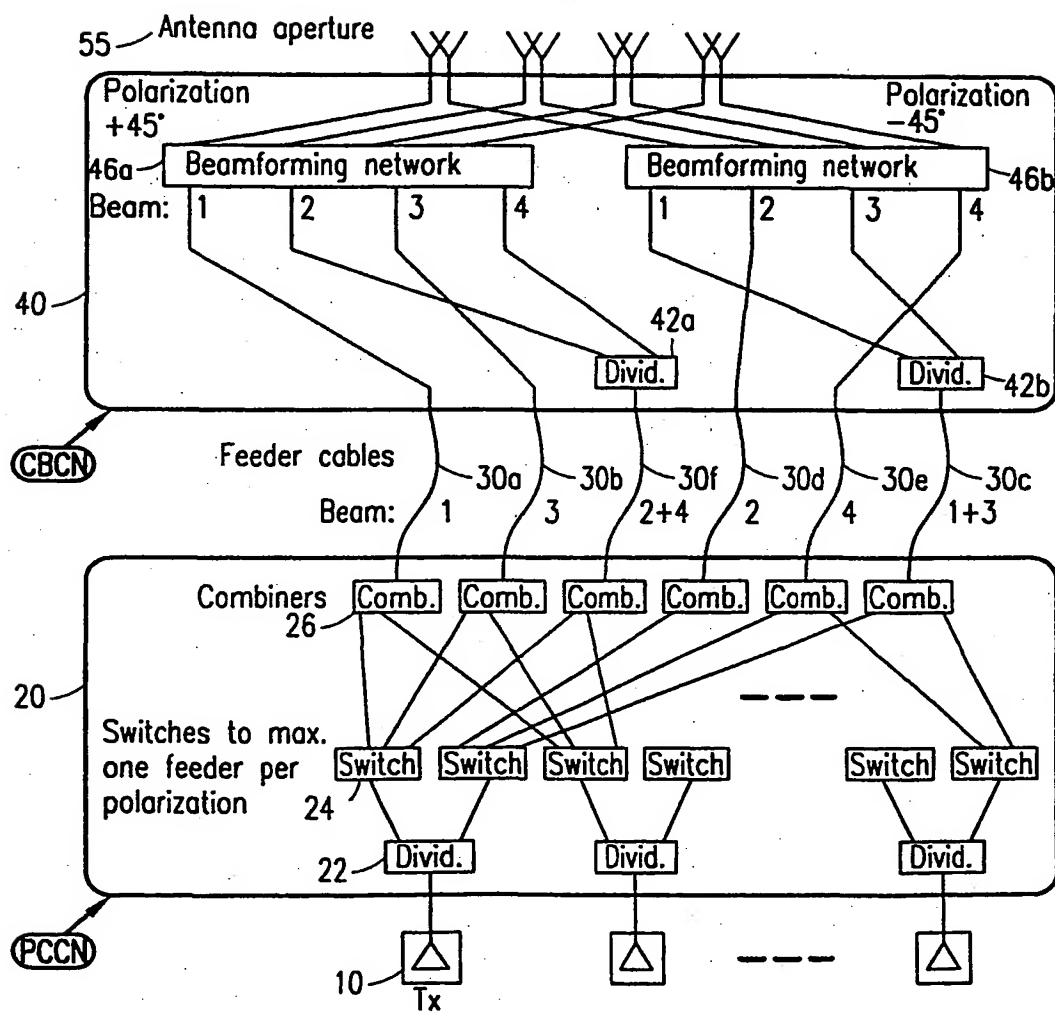 55 Antenna aperture
Polarization +45°
Polarization -45°
46a Beamforming network
Beamforming network 46b
Beam: 1 2 3 4 1 2 3 4
40
42a
Divid. Divid. 42b
CBCN
Feeder cables 30a 30b 30f 30d 30e 30c
Beam: 1 3 2+4 2 4 1+3
Combiners 26
Comb. Comb. Comb. Comb. Comb. Comb.
20
Switches to max.
one feeder per
polarization
24
Switch Switch Switch Switch Switch Switch
22 Divid. Divid. Divid.
PCCN
10
Tx